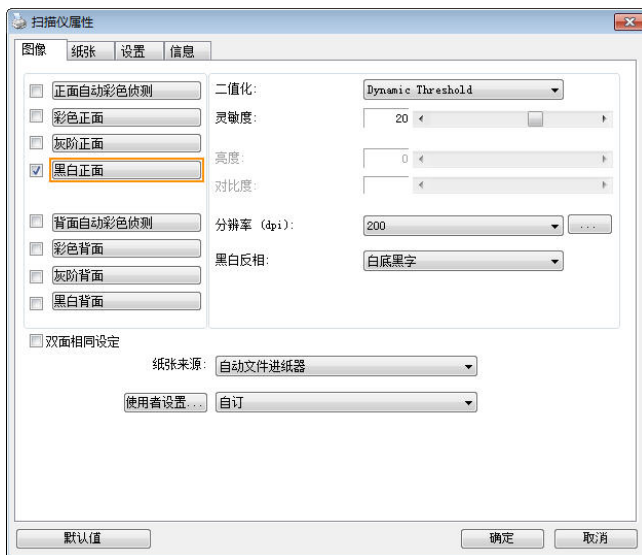 扫描仪属性
图像 纸张 设置 信息
正面自动彩色侦测
彩色正面
灰阶正面
黑白正面
背面自动彩色侦测
彩色背面
灰阶背面
黑白背面
二值化: Dynamic Threshold
灵敏度: 20
亮度: 0
对比度:
分辨率 (dpi): 200 ...
黑白反相: 白底黑字
双面相同设定
纸张来源: 自动文件进纸器
使用者设置... 自订
默认值 确定 取消